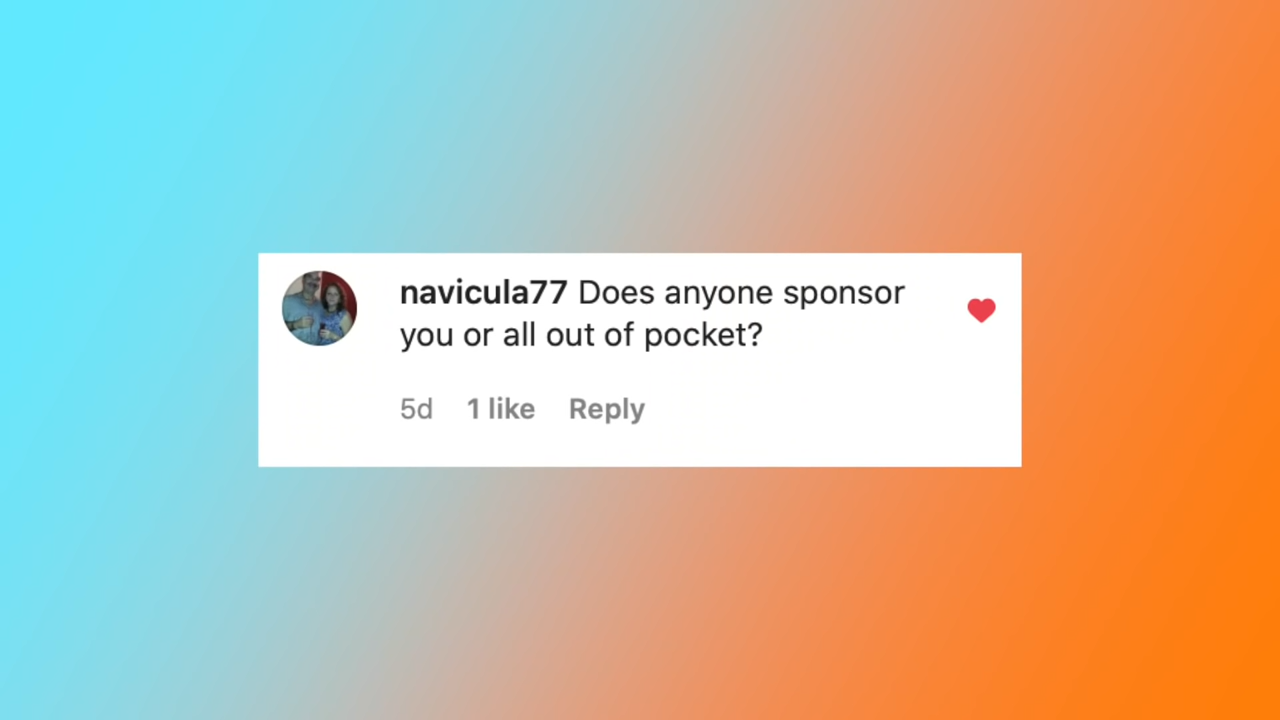 navicula77 Does anyone sponsor
you or all out of pocket?
5d 1 like Reply